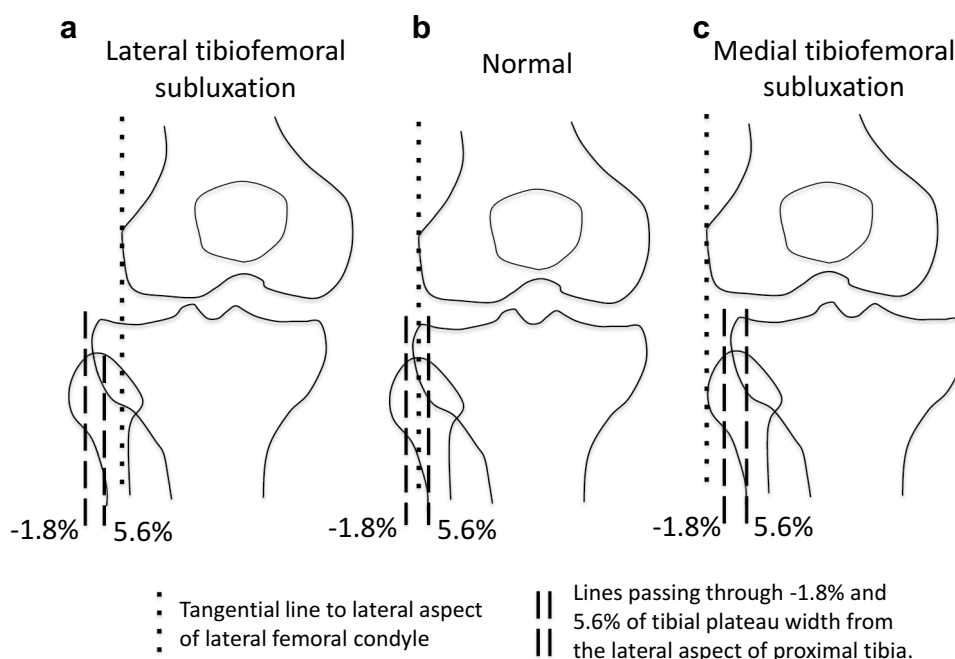 a
Lateral tibiofemoral
subluxation
b
Normal
c
Medial tibiofemoral
subluxation
-1.8%
5.6%
-1.8%
5.6%
-1.8%
5.6%
Tangential line to lateral aspect
of lateral femoral condyle
Lines passing through -1.8% and
5.6% of tibial plateau width from
the lateral aspect of proximal tibia.